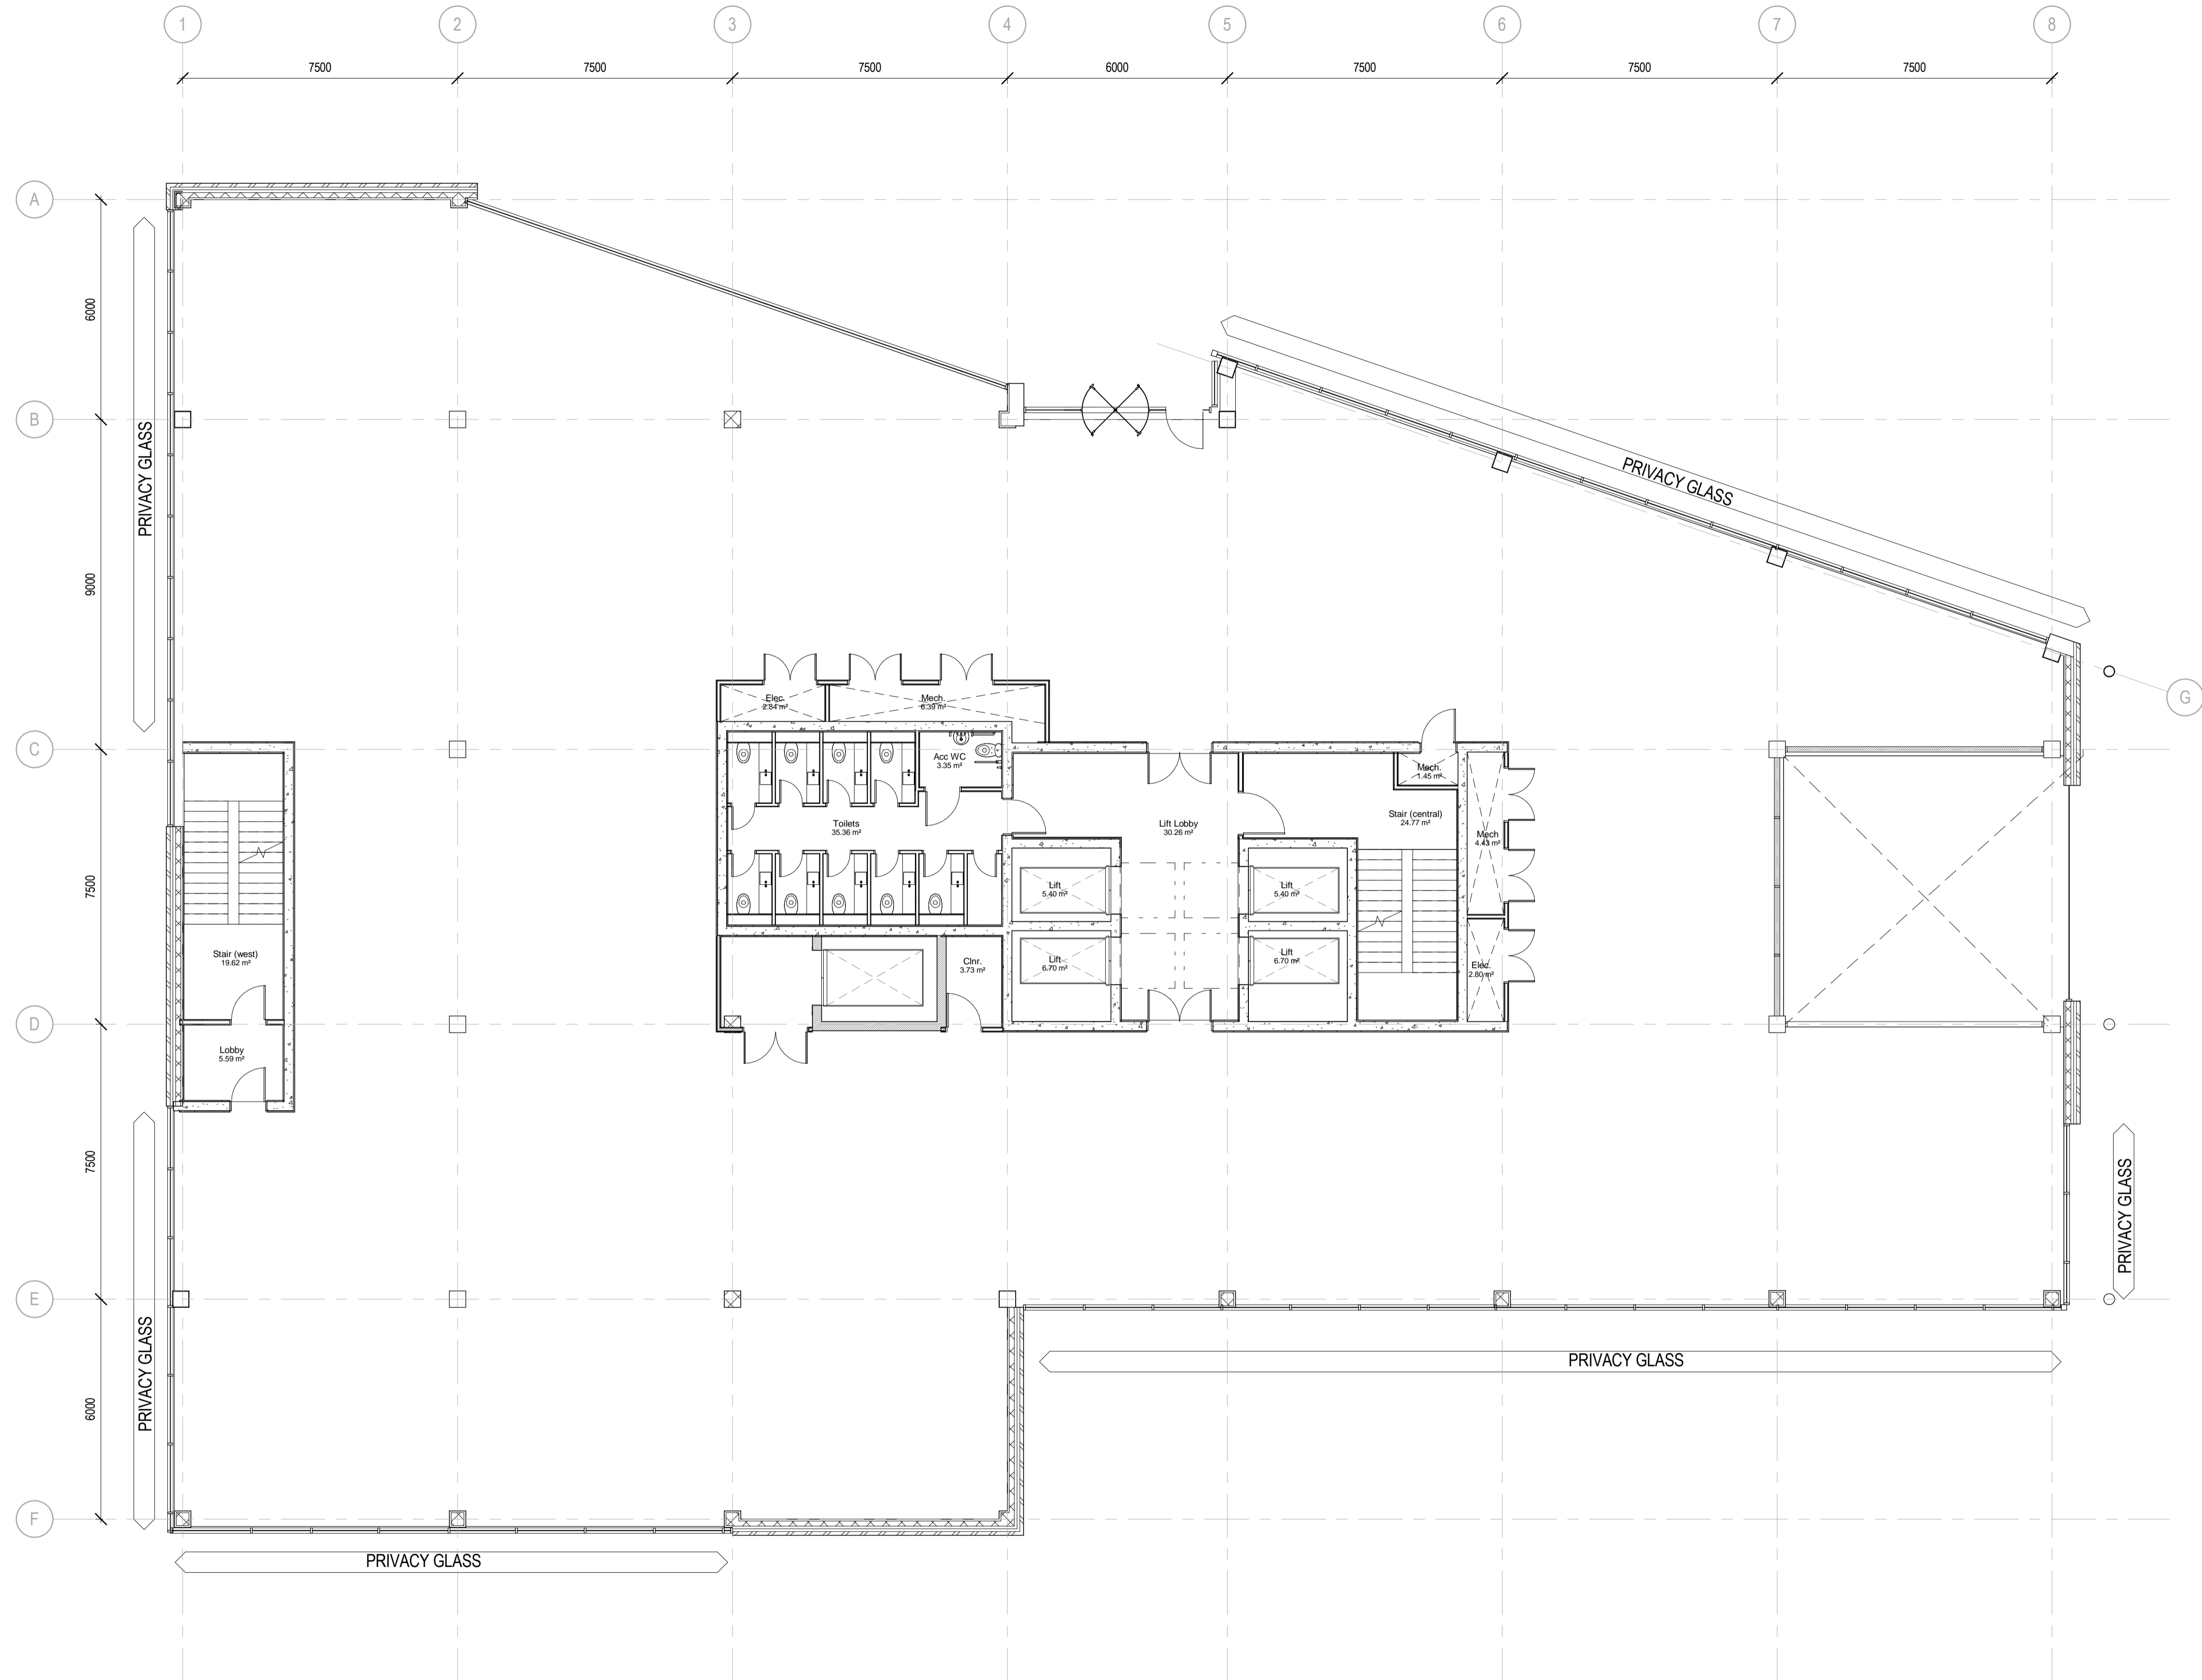 1
2
3
4
5
6
7
8
7500
7500
7500
6000
7500
7500
7500
A
B
C
D
E
F
G
6000
9000
7500
7500
6000
PRIVACY GLASS
PRIVACY GLASS
PRIVACY GLASS
PRIVACY GLASS
PRIVACY GLASS
PRIVACY GLASS
Elec.
2.84 m²
Mech.
6.39 m²
Acc WC
3.35 m²
Toilets
35.36 m²
Lift Lobby
30.26 m²
Mech.
1.45 m²
Stair (central)
24.77 m²
Mech
4.43 m²
Lift
5.40 m²
Lift
5.40 m²
Lift
6.70 m²
Lift
6.70 m²
Elec.
2.80 m²
Clnr.
3.73 m²
Stair (west)
19.62 m²
Lobby
5.59 m²